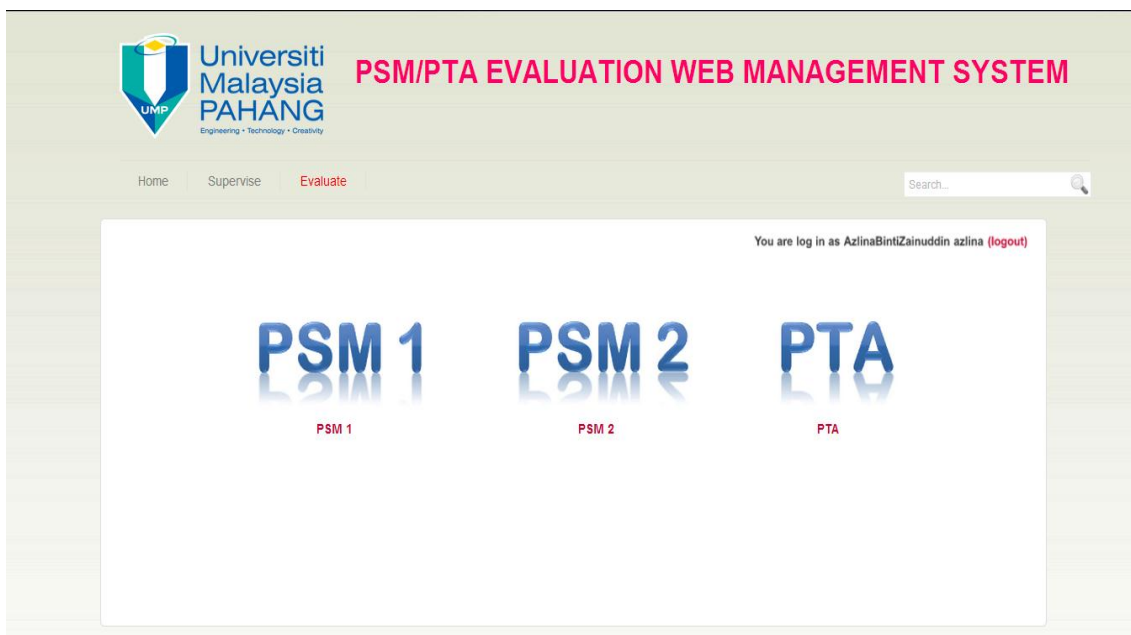 Universiti
Malaysia
PAHANG
Engineering • Technology • Creativity
UMP
PSM/PTA EVALUATION WEB MANAGEMENT SYSTEM
Home Supervise Evaluate Search...
You are log in as AzlinaBintiZainuddin azlina (logout)
PSM 1 PSM 2 PTA
PSM 1 PSM 2 PTA